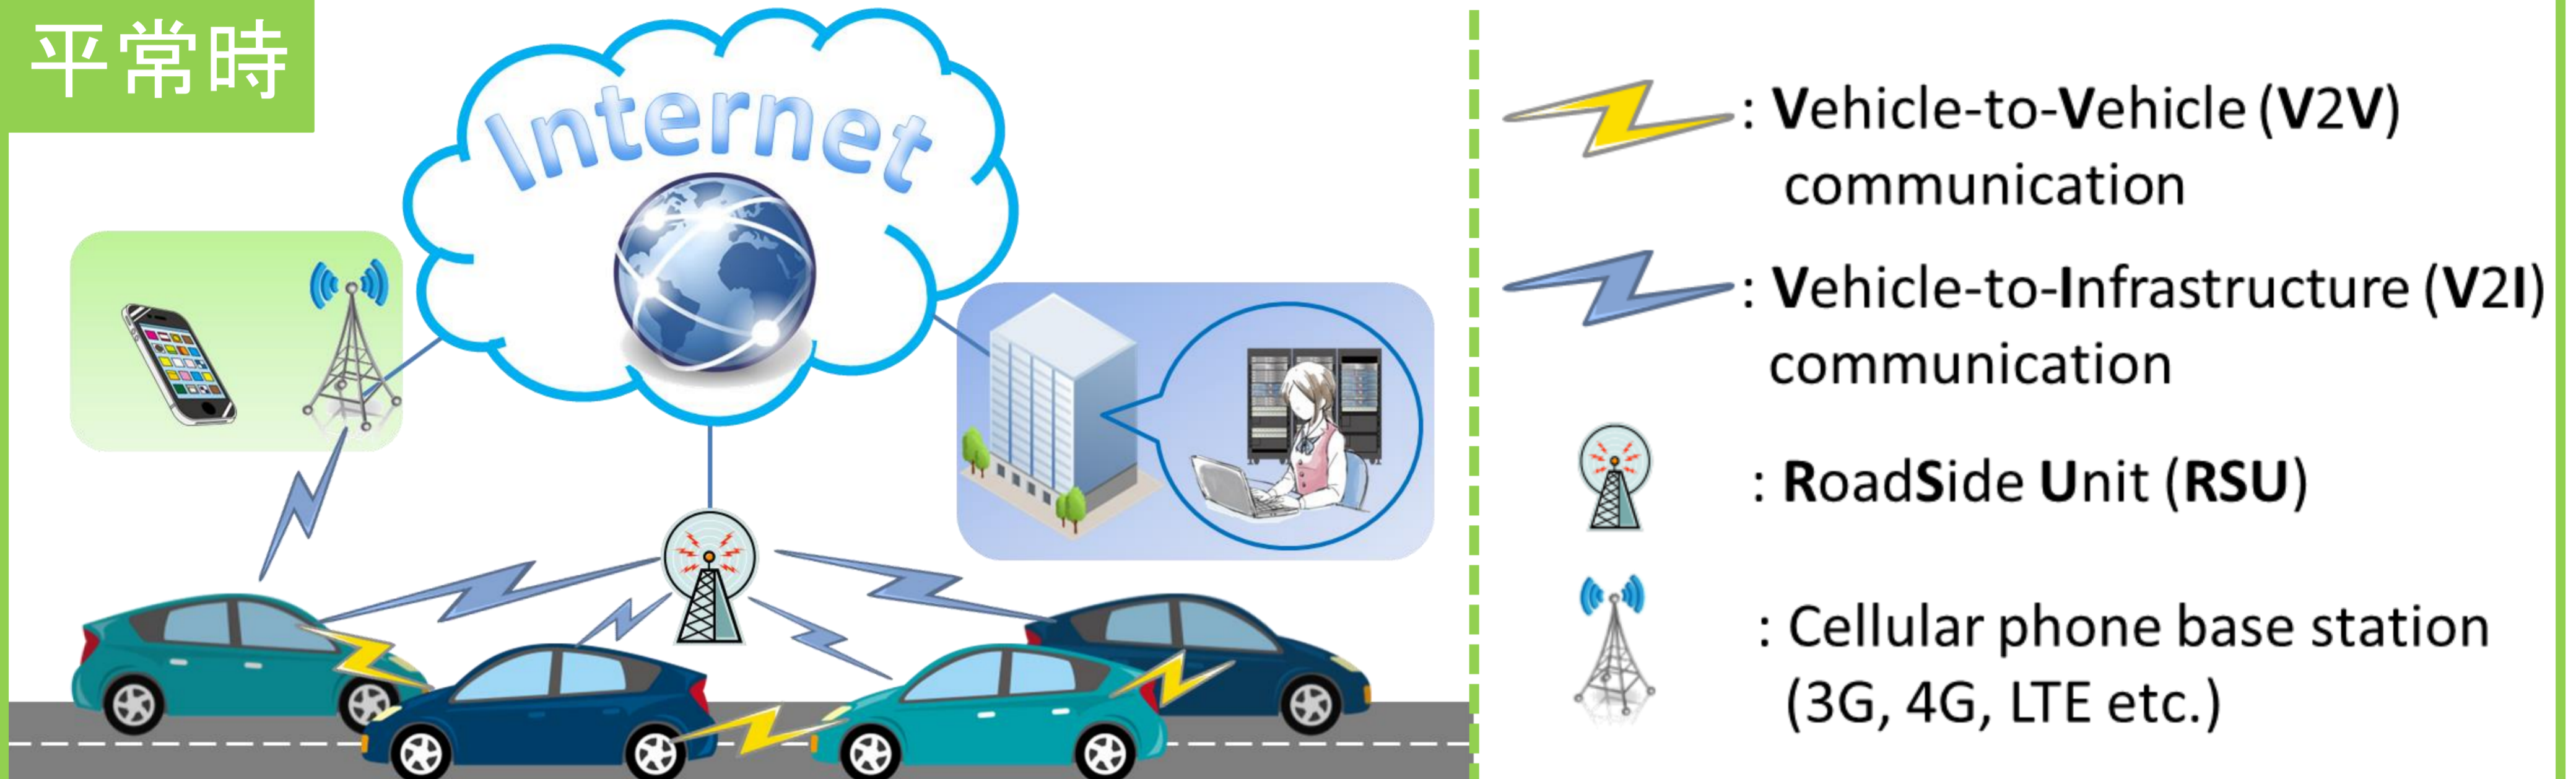 平常時
Internet
: Vehicle-to-Vehicle (V2V)
communication
: Vehicle-to-Infrastructure (V2I)
communication
: RoadSide Unit (RSU)
: Cellular phone base station
(3G, 4G, LTE etc.)